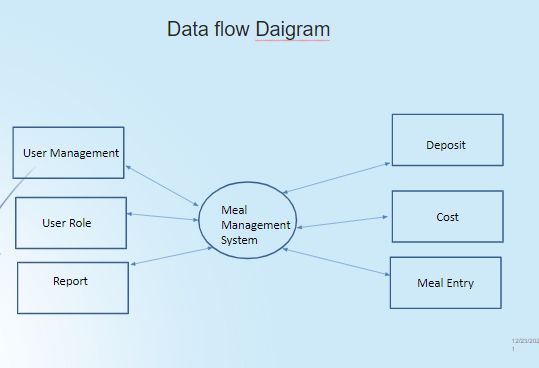 Data flow Daigram
User Management
User Role
Report
Meal
Management
System
Deposit
Cost
Meal Entry
12/23/202
1